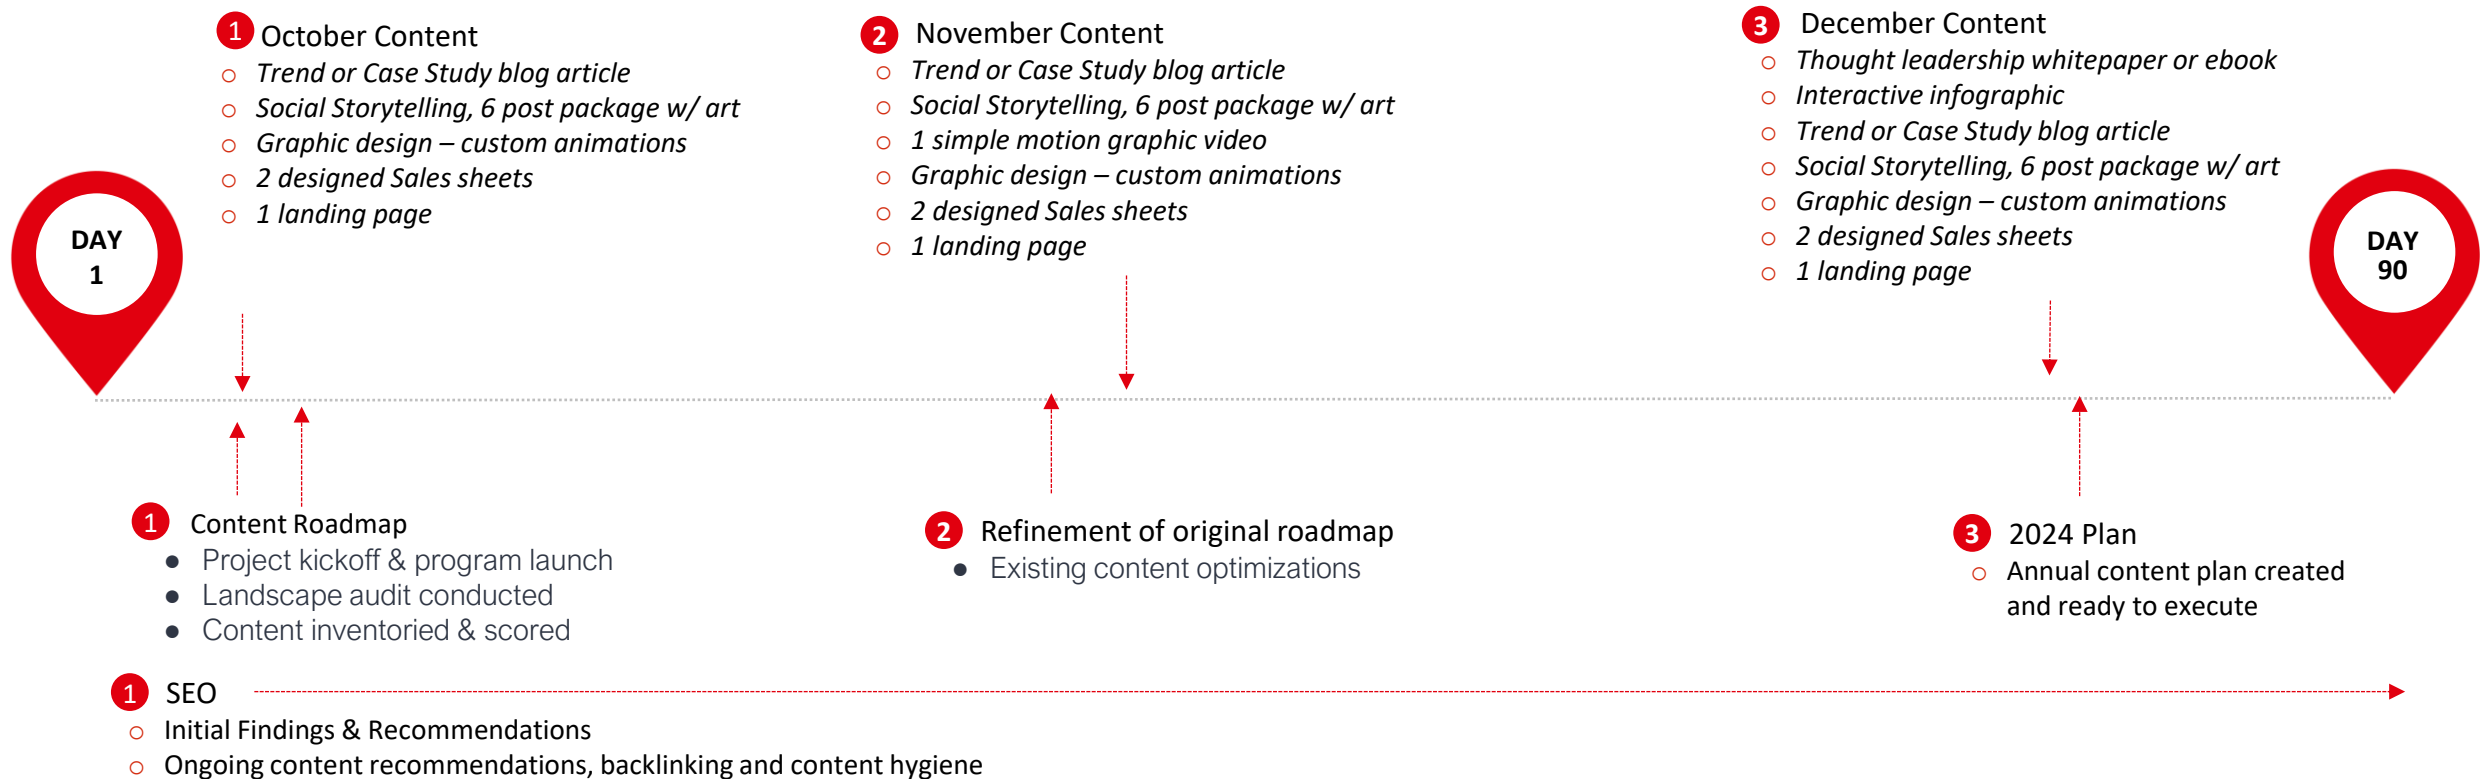 DAY
1
1 October Content
Trend or Case Study blog article
Social Storytelling, 6 post package w/ art
Graphic design – custom animations
2 designed Sales sheets
1 landing page
2 November Content
Trend or Case Study blog article
Social Storytelling, 6 post package w/ art
1 simple motion graphic video
Graphic design – custom animations
2 designed Sales sheets
1 landing page
3 December Content
Thought leadership whitepaper or ebook
Interactive infographic
Trend or Case Study blog article
Social Storytelling, 6 post package w/ art
Graphic design – custom animations
2 designed Sales sheets
1 landing page
DAY
90
1 Content Roadmap
Project kickoff & program launch
Landscape audit conducted
Content inventoried & scored
2 Refinement of original roadmap
Existing content optimizations
3 2024 Plan
Annual content plan created
and ready to execute
1 SEO
Initial Findings & Recommendations
Ongoing content recommendations, backlinking and content hygiene